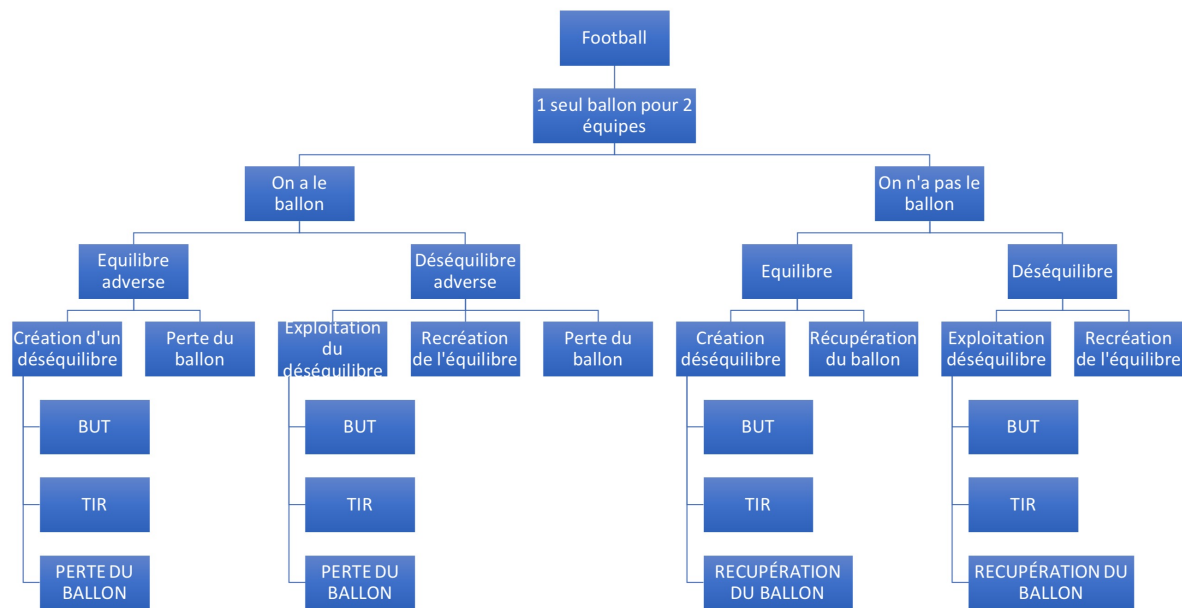 Football
1 seul ballon pour 2
équipes
On a le
ballon
On n'a pas le
ballon
Equilibre
adverse
Déséquilibre
adverse
Equilibre
Déséquilibre
Création d'un
déséquilibre
Perte du
ballon
Exploitation
du
déséquilibre
Recréation
de l'équilibre
Perte du
ballon
Création
déséquilibre
Récupération
du ballon
Exploitation
déséquilibre
Recréation
de l'équilibre
BUT
BUT
BUT
BUT
TIR
TIR
TIR
TIR
PERTE DU
BALLON
PERTE DU
BALLON
RECUPÉRATION
DU BALLON
RECUPÉRATION DU
BALLON